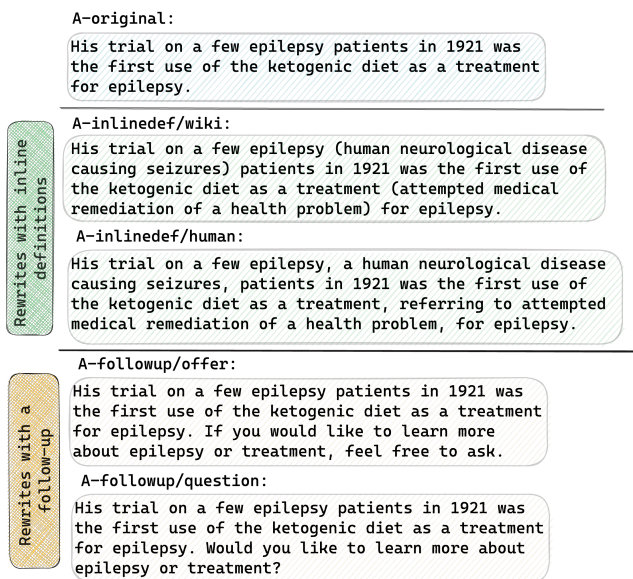 A-original:
His trial on a few epilepsy patients in 1921 was
the first use of the ketogenic diet as a treatment
for epilepsy.
Rewrites with inline
definitions
A-inlinedef/wiki:
His trial on a few epilepsy (human neurological disease
causing seizures) patients in 1921 was the first use of
the ketogenic diet as a treatment (attempted medical
remediation of a health problem) for epilepsy.
A-inlinedef/human:
His trial on a few epilepsy, a human neurological disease
causing seizures, patients in 1921 was the first use of
the ketogenic diet as a treatment, referring to attempted
medical remediation of a health problem, for epilepsy.
Rewrites with a
follow-up
A-followup/offer:
His trial on a few epilepsy patients in 1921 was
the first use of the ketogenic diet as a treatment
for epilepsy. If you would like to learn more
about epilepsy or treatment, feel free to ask.
A-followup/question:
His trial on a few epilepsy patients in 1921 was
the first use of the ketogenic diet as a treatment
for epilepsy. Would you like to learn more about
epilepsy or treatment?